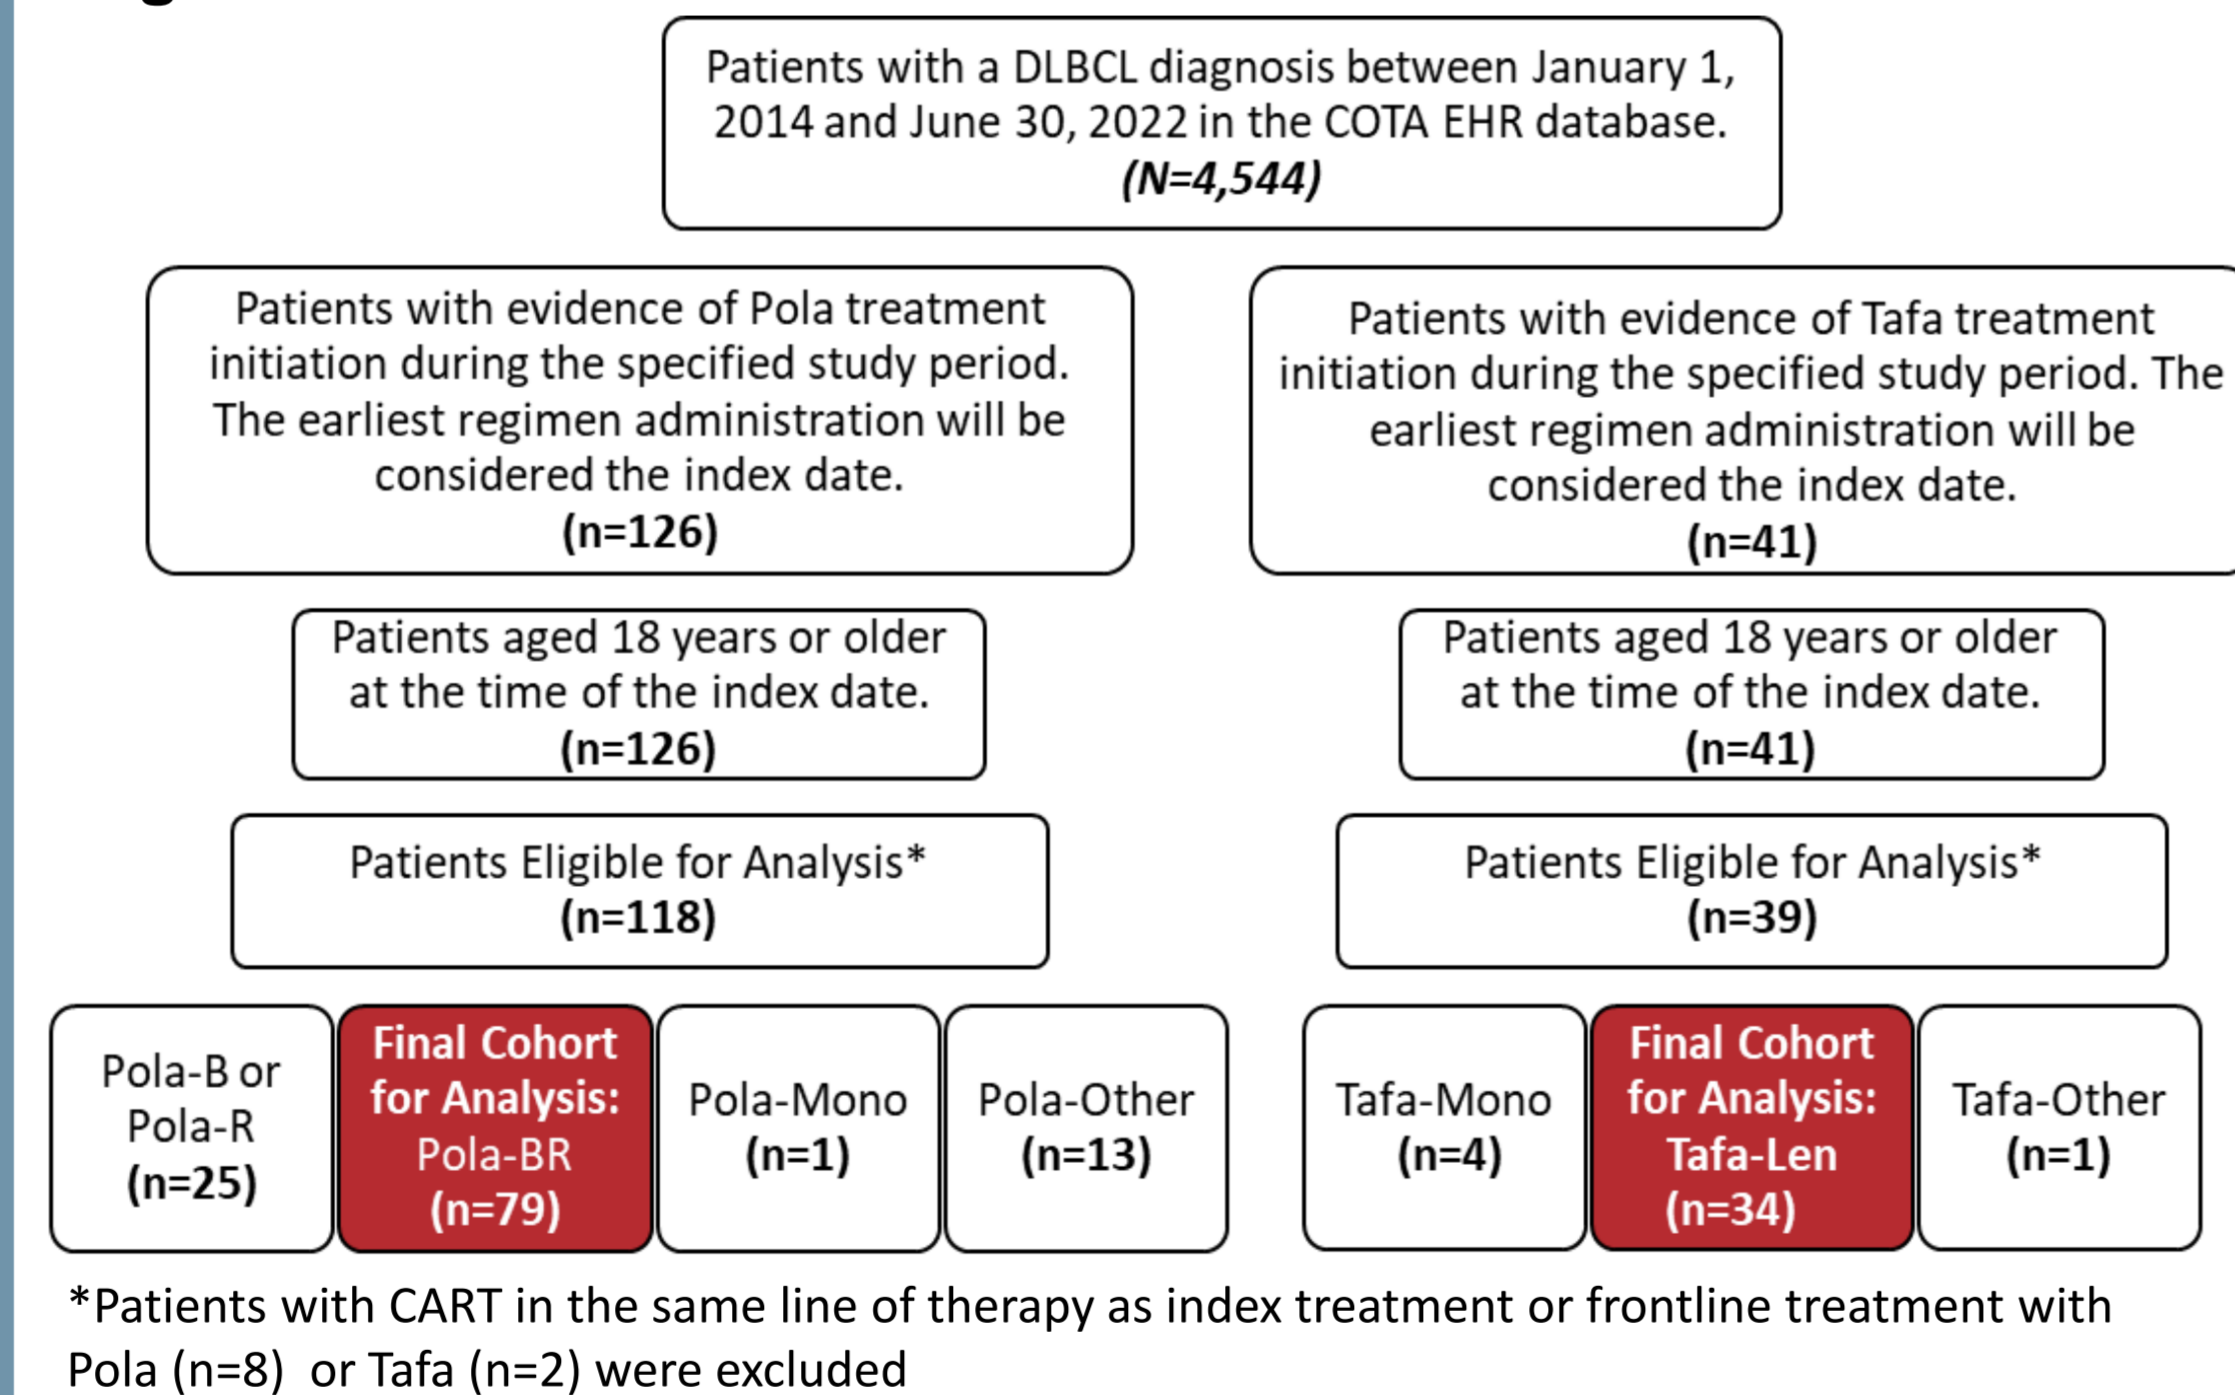 Patients with a DLBCL diagnosis between January 1,
2014 and June 30, 2022 in the COTA EHR database.
(N=4,544)
Patients with evidence of Pola treatment
initiation during the specified study period.
The earliest regimen administration will be
considered the index date.
(n=126)
Patients with evidence of Tafa treatment
initiation during the specified study period. The
earliest regimen administration will be
considered the index date.
(n=41)
Patients aged 18 years or older
at the time of the index date.
(n=126)
Patients aged 18 years or older
at the time of the index date.
(n=41)
Patients Eligible for Analysis*
(n=118)
Patients Eligible for Analysis*
(n=39)
Pola-B or
Pola-R
(n=25)
Final Cohort
for Analysis:
Pola-BR
(n=79)
Pola-Mono
(n=1)
Pola-Other
(n=13)
Tafa-Mono
(n=4)
Final Cohort
for Analysis:
Tafa-Len
(n=34)
Tafa-Other
(n=1)
*Patients with CART in the same line of therapy as index treatment or frontline treatment with
Pola (n=8)  or Tafa (n=2) were excluded